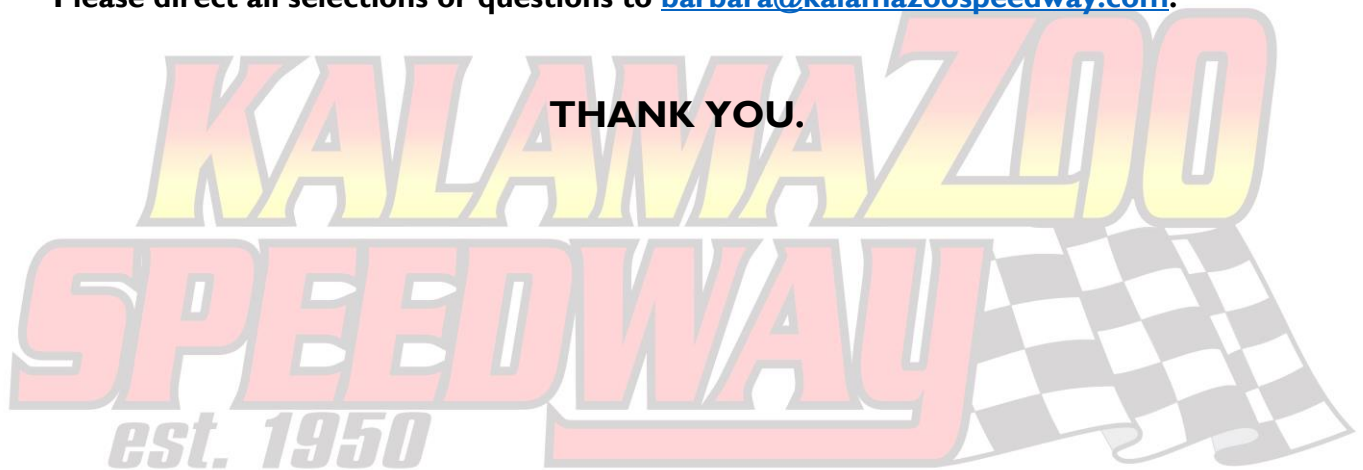 Please direct all selections or questions to barbara@kalamazoospeedway.com.
THANK YOU.
KALAMAZOO
SPEEDWAY
est. 1950